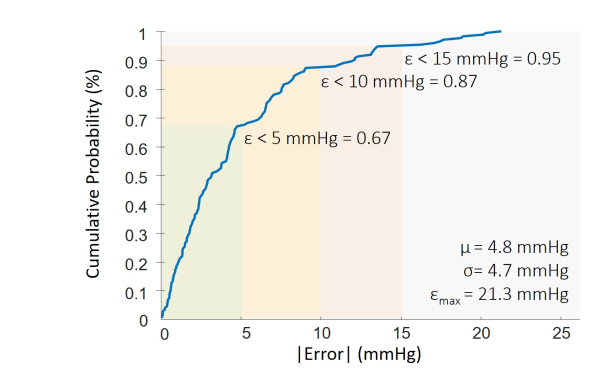 1
0.9
0.8
0.7
0.6
0.5
0.4
0.3
0.2
0.1
0
Cumulative Probability (%)
ε < 15 mmHg = 0.95
ε < 10 mmHg = 0.87
ε < 5 mmHg = 0.67
μ = 4.8 mmHg
σ= 4.7 mmHg
εmax = 21.3 mmHg
0 5 10 15 20 25
|Error| (mmHg)